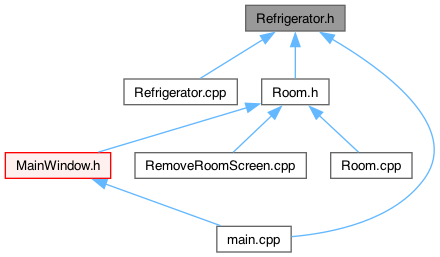 Refrigerator.h
Refrigerator.cpp
Room.h
MainWindow.h
RemoveRoomScreen.cpp
Room.cpp
main.cpp